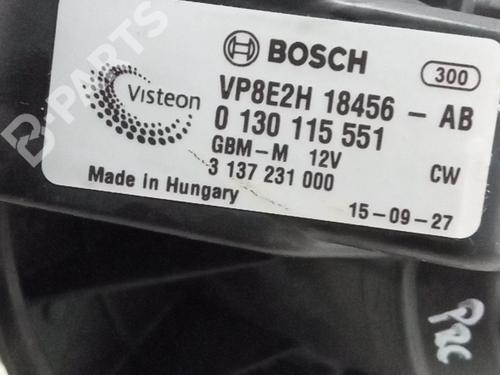 B-PARTS
BOSCH
300
Visteon
VP8E2H 18456 - AB
0 130 115 551
GBM-M 12V
CW
3 137 231 000
Made in Hungary
15-09-27